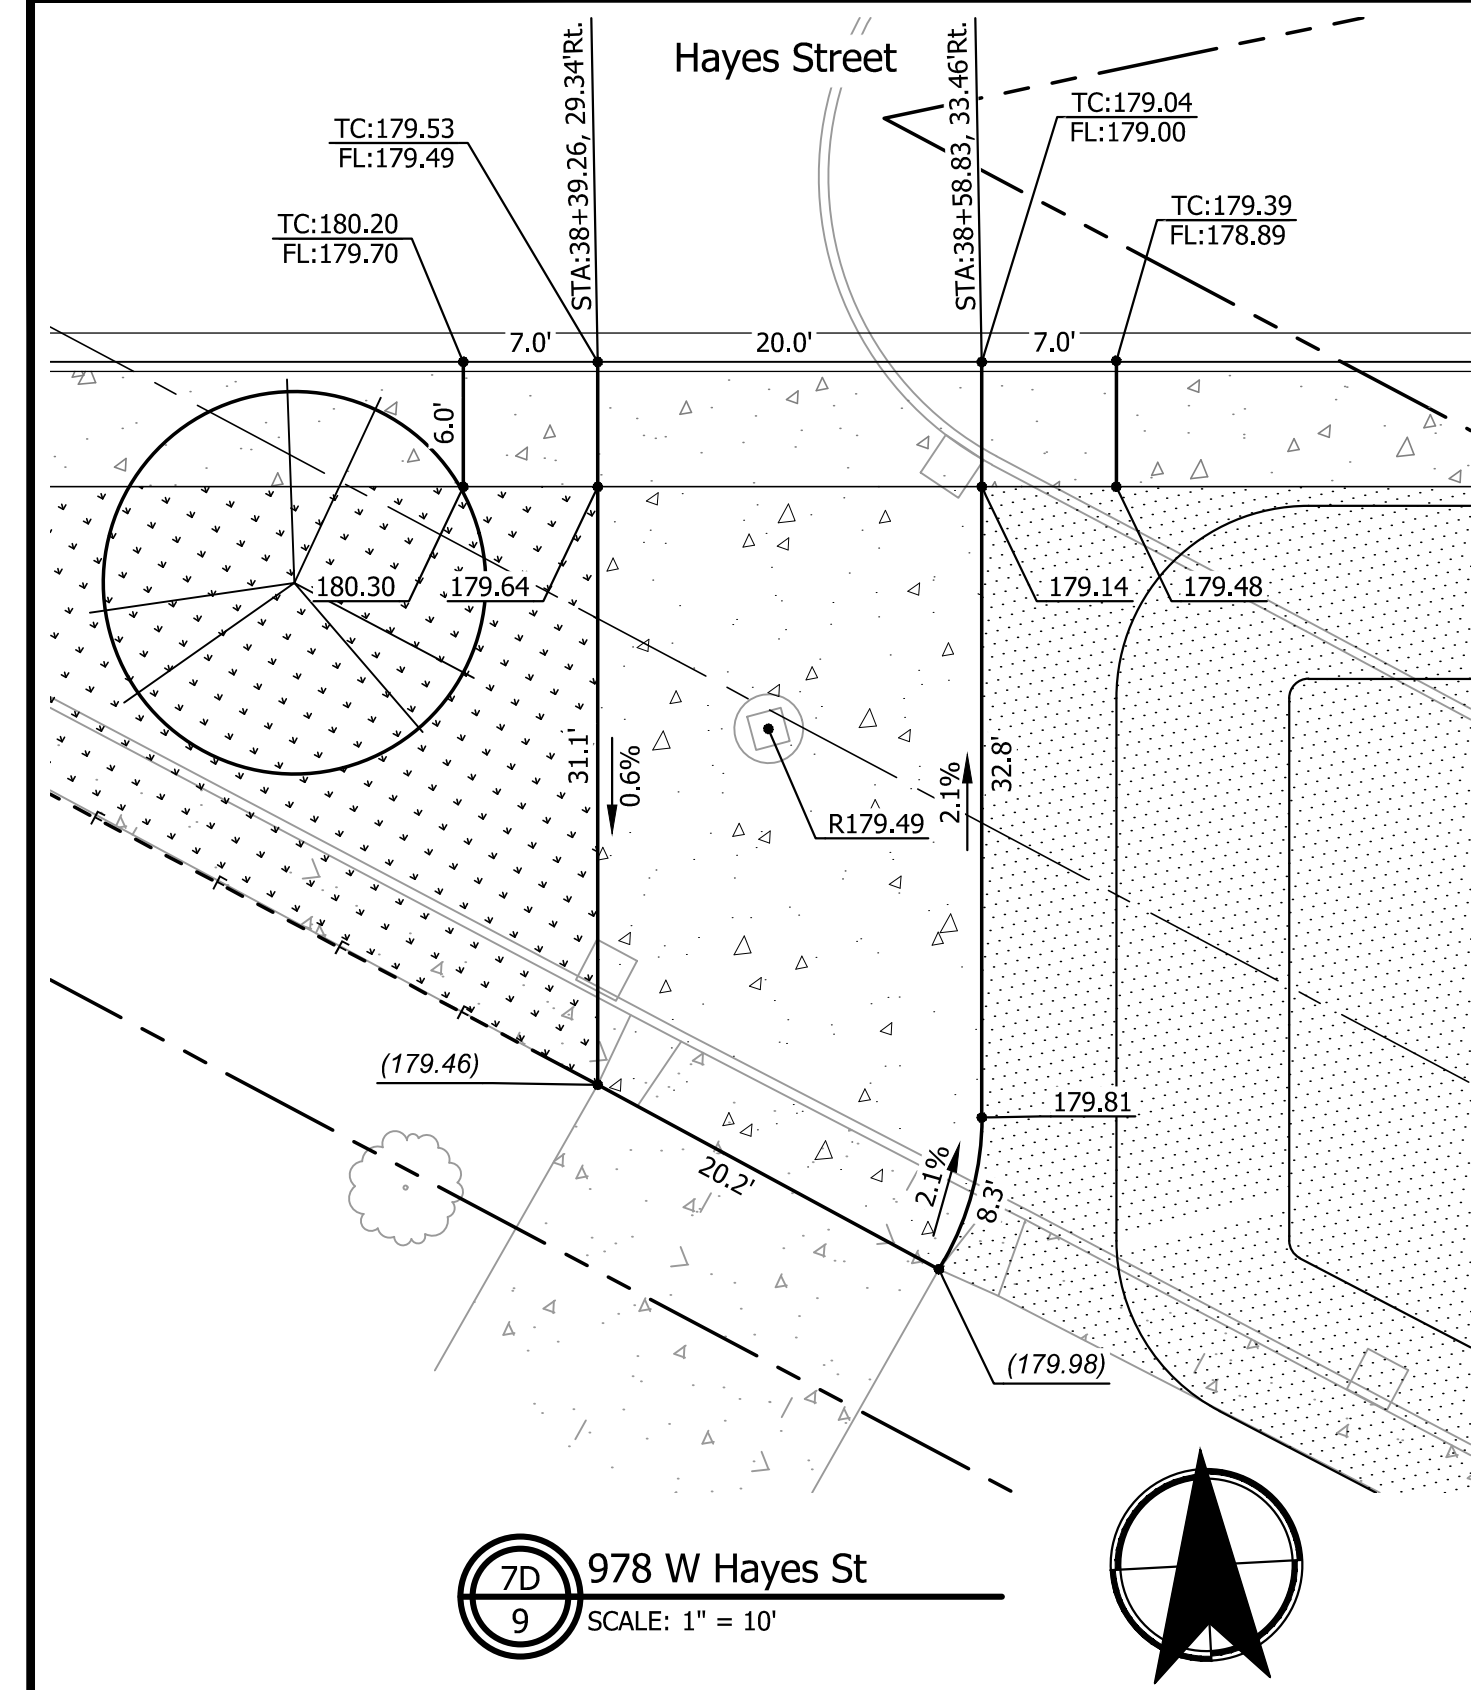 Hayes Street
STA:38+39.26, 29.34'Rt.
STA:38+58.83, 33.46'Rt.
TC:179.53
FL:179.49
TC:179.04
FL:179.00
TC:180.20
FL:179.70
TC:179.39
FL:178.89
7.0'
20.0'
7.0'
6.0'
180.30
179.64
179.14
179.48
31.1'
0.6%
2.1%
32.8'
R179.49
F
F
F
F
(179.46)
179.81
20.2'
2.1%
8.3'
(179.98)
7D
9
978 W Hayes St
SCALE: 1" = 10'